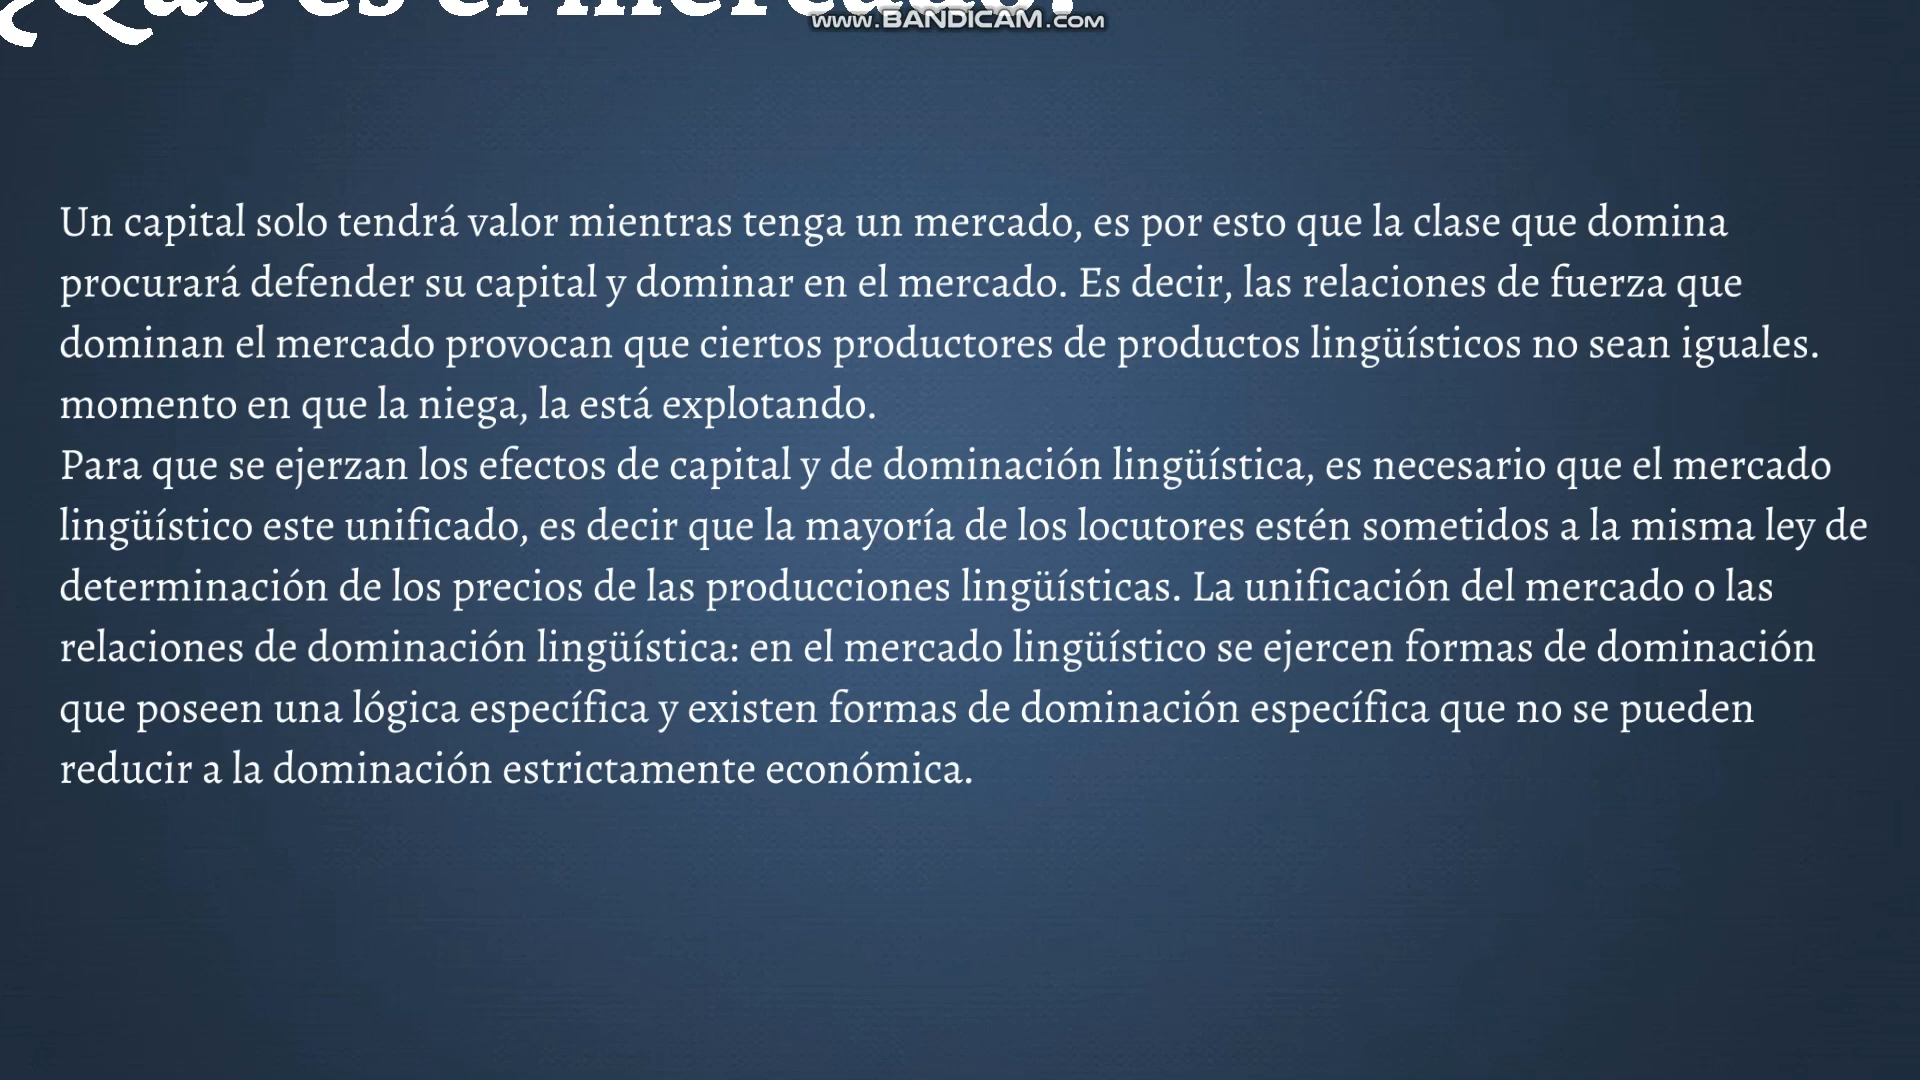 ¿Qué es el mercado?
www.BANDICAM.com
Un capital solo tendrá valor mientras tenga un mercado, es por esto que la clase que domina
procurará defender su capital y dominar en el mercado. Es decir, las relaciones de fuerza que
dominan el mercado provocan que ciertos productores de productos lingüísticos no sean iguales.
momento en que la niega, la está explotando.
Para que se ejerzan los efectos de capital y de dominación lingüística, es necesario que el mercado
lingüístico este unificado, es decir que la mayoría de los locutores estén sometidos a la misma ley de
determinación de los precios de las producciones lingüísticas. La unificación del mercado o las
relaciones de dominación lingüística: en el mercado lingüístico se ejercen formas de dominación
que poseen una lógica específica y existen formas de dominación específica que no se pueden
reducir a la dominación estrictamente económica.